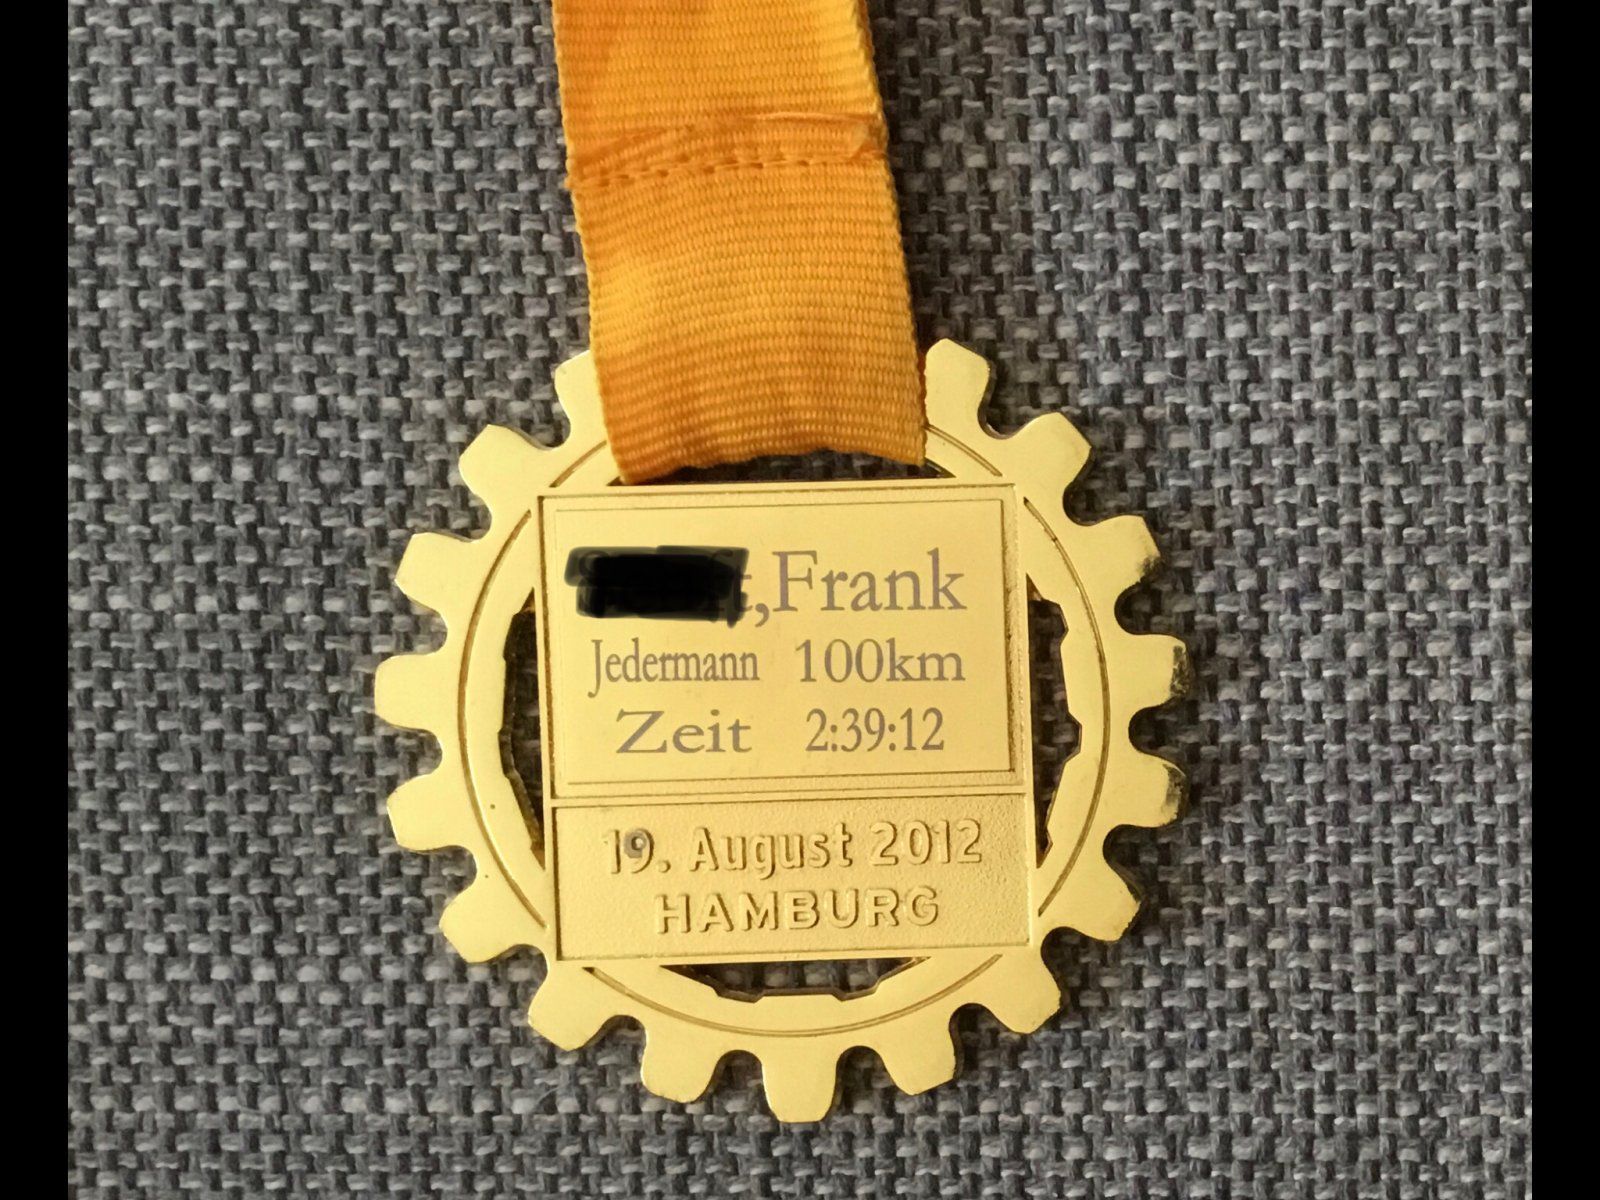 ,Frank
Jedermann 100km
Zeit 2:39:12
19. August 2012
HAMBURG